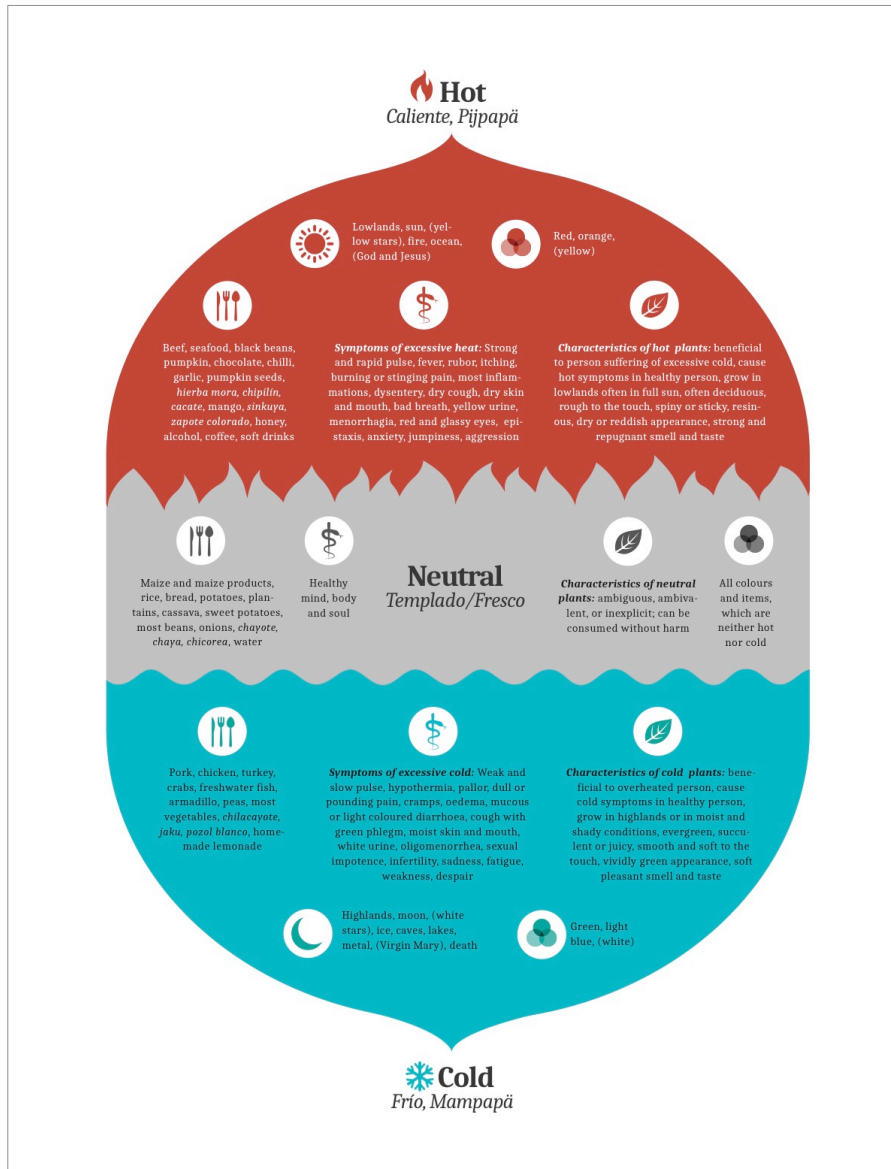 Hot
Caliente, Pijpapä
Lowlands, sun, (yel-
low stars), fire, ocean,
(God and Jesus)
Red, orange,
(yellow)
Beef, seafood, black beans,
pumpkin, chocolate, chilli,
garlic, pumpkin seeds,
hierba mora, chipilín,
cacate, mango, sinkuya,
zapote colorado, honey,
alcohol, coffee, soft drinks
Symptoms of excessive heat: Strong
and rapid pulse, fever, rubor, itching,
burning or stinging pain, most inflam-
mations, dysentery, dry cough, dry skin
and mouth, bad breath, yellow urine,
menorrhagia, red and glassy eyes, epi-
staxis, anxiety, jumpiness, aggression
Characteristics of hot plants: beneficial
to person suffering of excessive cold, cause
hot symptoms in healthy person, grow in
lowlands often in full sun, often deciduous,
rough to the touch, spiny or sticky, resin-
ous, dry or reddish appearance, strong and
repugnant smell and taste
Maize and maize products,
rice, bread, potatoes, plan-
tains, cassava, sweet potatoes,
most beans, onions, chayote,
chaya, chicorea, water
Healthy
mind, body
and soul
Neutral
Templado/Fresco
Characteristics of neutral
plants: ambiguous, ambiva-
lent, or inexplicit; can be
consumed without harm
All colours
and items,
which are
neither hot
nor cold
Pork, chicken, turkey,
crabs, freshwater fish,
armadillo, peas, most
vegetables, chilacayote,
jaku, pozol blanco, home-
made lemonade
Symptoms of excessive cold: Weak and
slow pulse, hypothermia, pallor, dull or
pounding pain, cramps, oedema, mucous
or light coloured diarrhoea, cough with
green phlegm, moist skin and mouth,
white urine, oligomenorrhea, sexual
impotence, infertility, sadness, fatigue,
weakness, despair
Characteristics of cold plants: bene-
ficial to overheated person, cause
cold symptoms in healthy person,
grow in highlands or in moist and
shady conditions, evergreen, succu-
lent or juicy, smooth and soft to the
touch, vividly green appearance, soft
pleasant smell and taste
Highlands, moon, (white
stars), ice, caves, lakes,
metal, (Virgin Mary), death
Green, light
blue, (white)
Cold
Frío, Mampapä